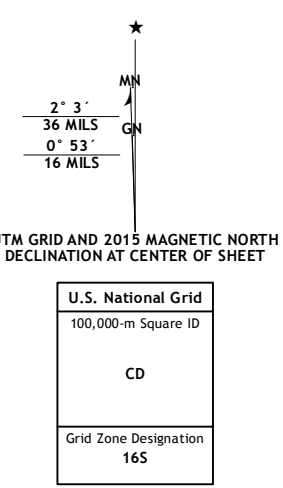 MN
2° 3´
36 MILS
GN
0° 53´
16 MILS
UTM GRID AND 2015 MAGNETIC NORTH
DECLINATION AT CENTER OF SHEET
U.S. National Grid
100,000-m Square ID
CD
Grid Zone Designation
16S